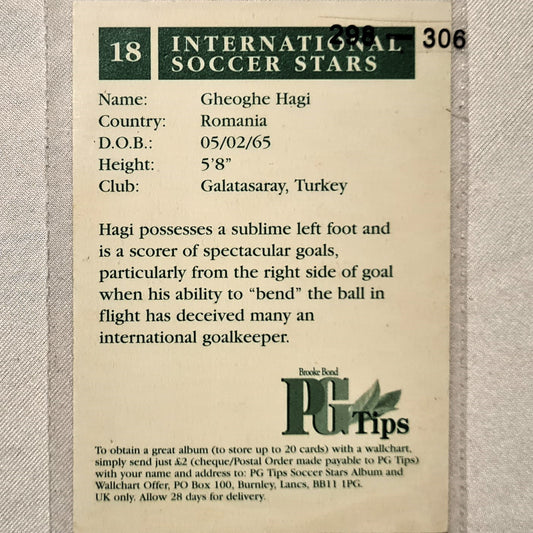 298 — 306
18 INTERNATIONAL
SOCCER STARS
Name: Gheoghe Hagi
Country: Romania
D.O.B.: 05/02/65
Height: 5'8”
Club: Galatasaray, Turkey
Hagi possesses a sublime left foot and
is a scorer of spectacular goals,
particularly from the right side of goal
when his ability to “bend” the ball in
flight has deceived many an
international goalkeeper.
Brooke Bond
PG Tips
To obtain a great album (to store up to 20 cards) with a wallchart,
simply send just £2 (cheque/Postal Order made payable to PG Tips)
with your name and address to: PG Tips Soccer Stars Album and
Wallchart Offer, PO Box 100, Burnley, Lancs, BB11 1PG.
UK only. Allow 28 days for delivery.